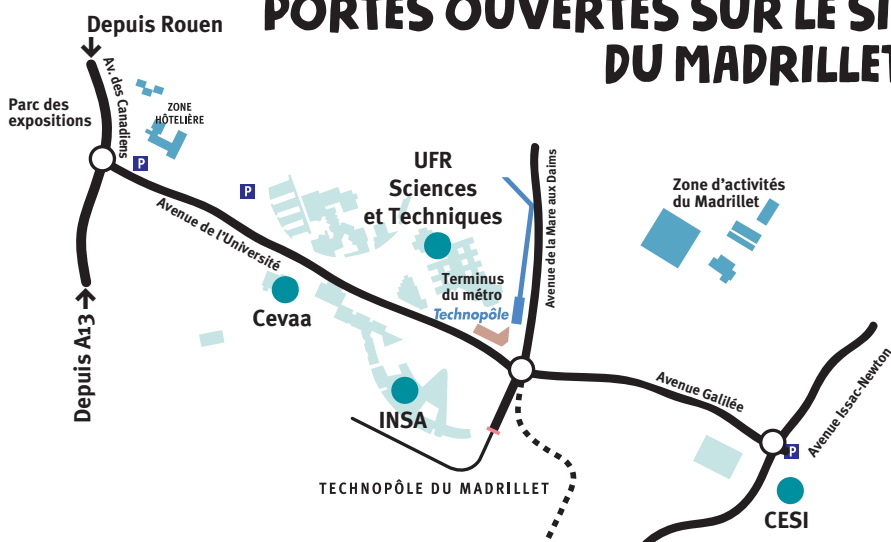 PORTES OUVERTES SUR LE SI
DU MADRILLET
Depuis Rouen
Av. des Canadiens
Parc des
expositions
ZONE
HÔTELIÈRE
P
P
UFR
Sciences
et Techniques
Avenue de la Mare aux Daims
Zone d'activités
du Madrillet
Avenue de l'Université
Terminus
du métro
Technopôle
Cevaa
Depuis A13
INSA
Avenue Galilée
Avenue Issac-Newton
P
TECHNOPÔLE DU MADRILLET
CESI